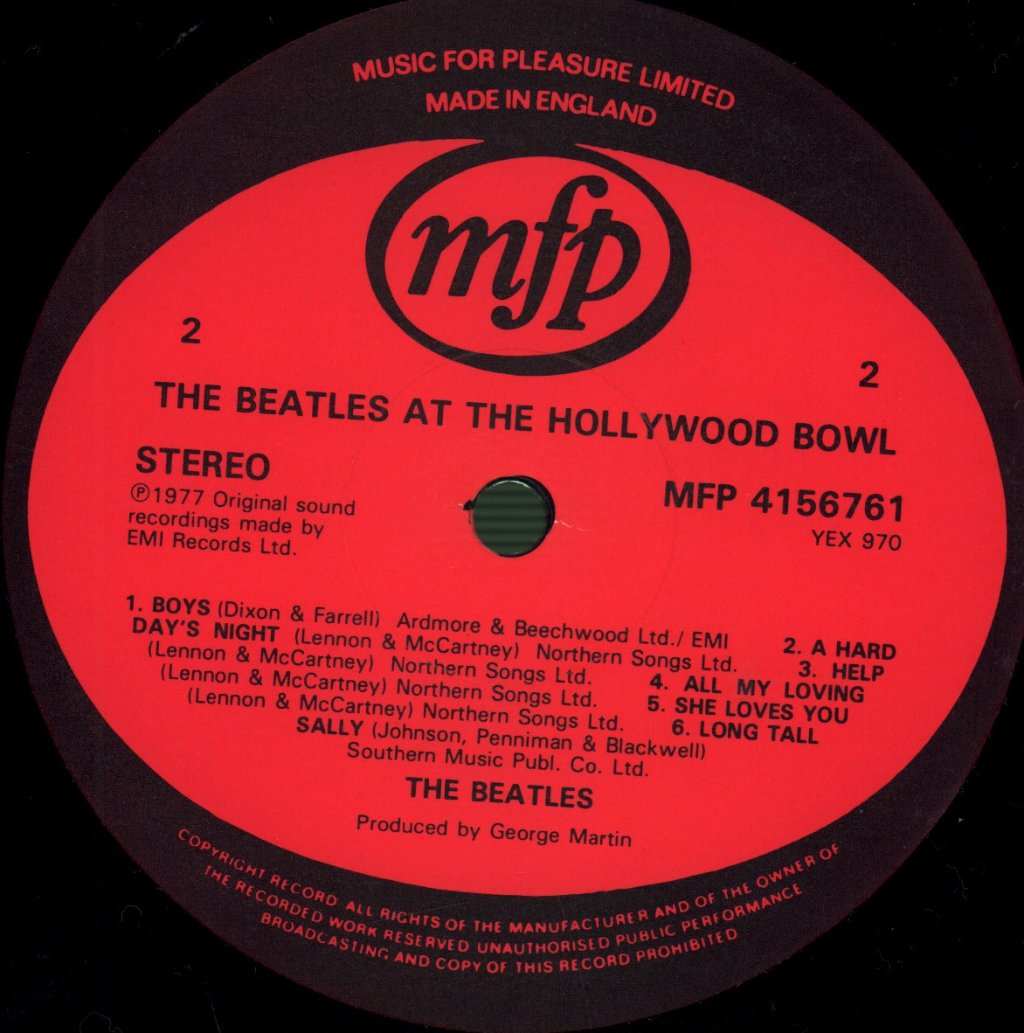 MUSIC FOR PLEASURE LIMITED
MADE IN ENGLAND
mfp
2
2
THE BEATLES AT THE HOLLYWOOD BOWL
STEREO
MFP 4156761
℗1977 Original sound
recordings made by
EMI Records Ltd.
YEX 970
1. BOYS (Dixon & Farrell) Ardmore & Beechwood Ltd./ EMI 2. A HARD
DAY'S NIGHT (Lennon & McCartney) Northern Songs Ltd. 3. HELP
(Lennon & McCartney) Northern Songs Ltd. 4. ALL MY LOVING
(Lennon & McCartney) Northern Songs Ltd. 5. SHE LOVES YOU
(Lennon & McCartney) Northern Songs Ltd. 6. LONG TALL
SALLY (Johnson, Penniman & Blackwell)
Southern Music Publ. Co. Ltd.
THE BEATLES
Produced by George Martin
COPYRIGHT RECORD ALL RIGHTS OF THE MANUFACTURER AND OF THE OWNER OF
THE RECORDED WORK RESERVED UNAUTHORISED PUBLIC PERFORMANCE
BROADCASTING AND COPY OF THIS RECORD PROHIBITED